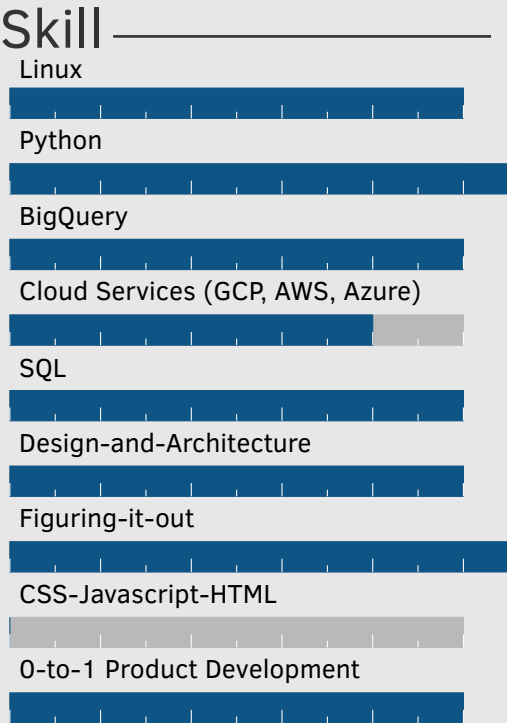 Skill
Linux
Python
BigQuery
Cloud Services (GCP, AWS, Azure)
SQL
Design-and-Architecture
Figuring-it-out
CSS-Javascript-HTML
0-to-1 Product Development